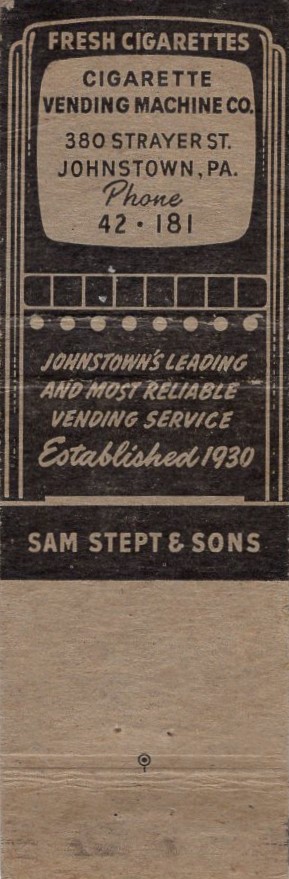 FRESH CIGARETTES
CIGARETTE
VENDING MACHINE CO.
380 STRAYER ST.
JOHNSTOWN, PA.
Phone
42 • 181
JOHNSTOWN'S LEADING
AND MOST RELIABLE
VENDING SERVICE
Established 1930
SAM STEPT & SONS